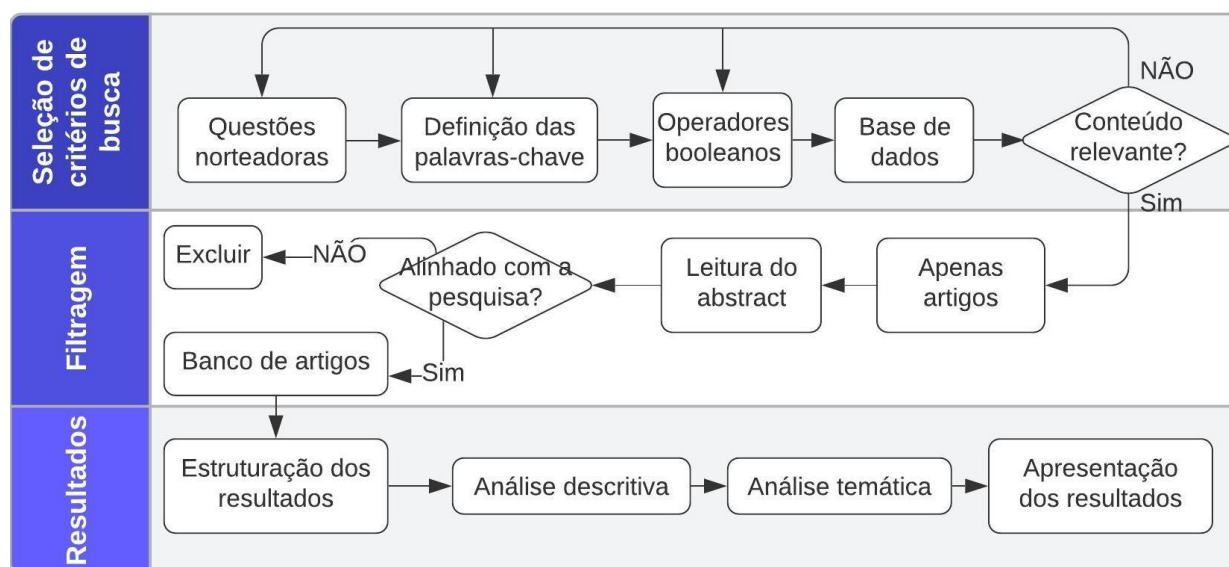 Seleção de
critérios de
busca
NÃO
Questões
norteadoras
Definição das
palavras-chave
Operadores
booleanos
Base de
dados
Conteúdo
relevante?
Sim
Filtragem
Excluir
NÃO
Alinhado com a
pesquisa?
Leitura do
abstract
Apenas
artigos
Banco de artigos
Sim
Resultados
Estruturação dos
resultados
Análise descritiva
Análise temática
Apresentação
dos resultados